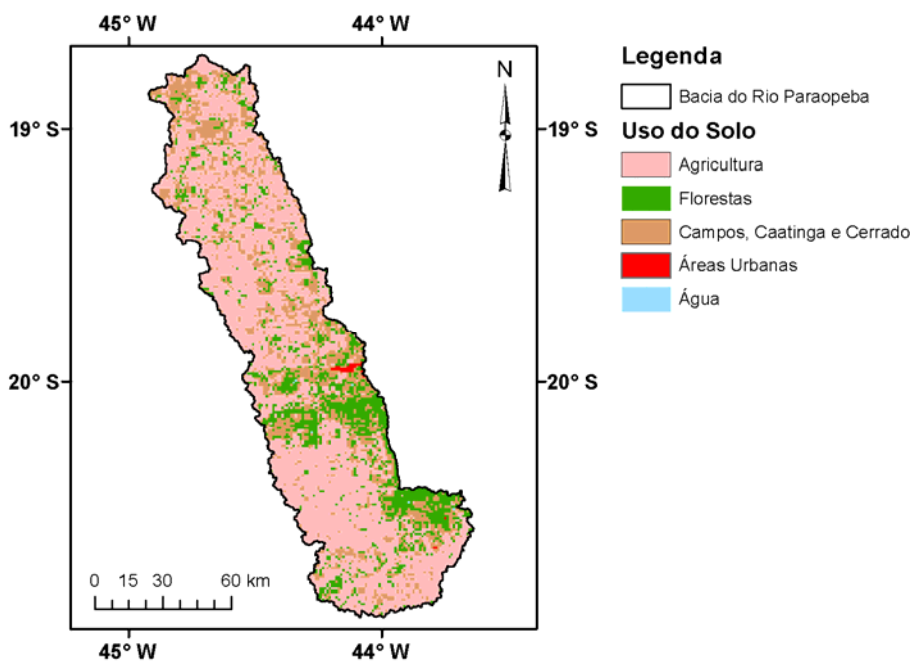 45° W 44° W
N
19° S 19° S
20° S 20° S
0 15 30 60 km
45° W 44° W
Legenda
Bacia do Rio Paraopeba
Uso do Solo
Agricultura
Florestas
Campos, Caatinga e Cerrado
Áreas Urbanas
Água